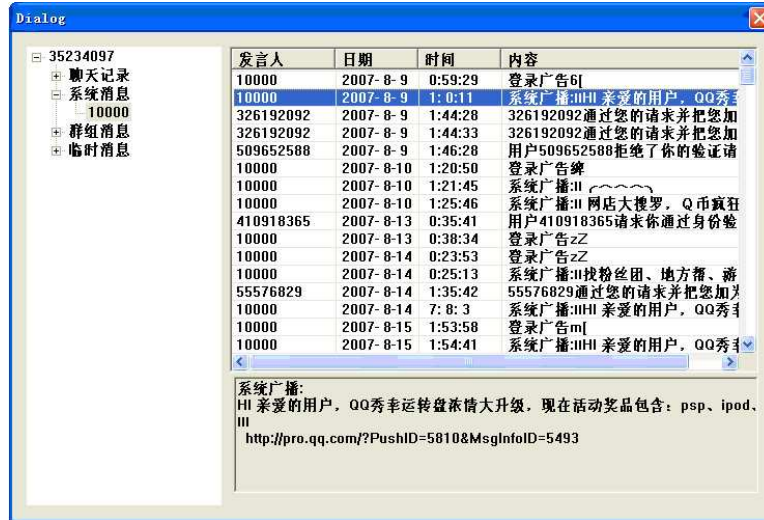 Dialog
35234097
聊天记录
系统消息
10000
群组消息
临时消息
发言人 日期 时间 内容
10000 2007- 8- 9 0:59:29 登录广告6[
10000 2007- 8- 9 1: 0:11 系统广播:IIHI 亲爱的用户，QQ秀幸
326192092 2007- 8- 9 1:44:28 326192092通过您的请求并把您加
326192092 2007- 8- 9 1:44:33 326192092通过您的请求并把您加
509652588 2007- 8- 9 1:46:28 用户509652588拒绝了你的验证请
10000 2007- 8-10 1:20:50 登录广告
10000 2007- 8-10 1:21:45 系统广播:II
10000 2007- 8-10 1:25:46 系统广播:II 网店大搜罗，Q币疯狂
410918365 2007- 8-13 0:35:41 用户410918365请求你通过身份验
10000 2007- 8-13 0:38:34 登录广告zZ
10000 2007- 8-14 0:23:53 登录广告zZ
10000 2007- 8-14 0:25:13 系统广播:II找粉丝团、地方帮、游
55576829 2007- 8-14 1:35:42 55576829通过您的请求并把您加为
10000 2007- 8-14 7: 8: 3 系统广播:IIHI 亲爱的用户，QQ秀幸
10000 2007- 8-15 1:53:58 登录广告m[
10000 2007- 8-15 1:54:41 系统广播:IIHI 亲爱的用户，QQ秀幸
系统广播:
HI 亲爱的用户，QQ秀幸运转盘浓情大升级，现在活动奖品包含：psp、ipod、
III
http://pro.qq.com/?PushID=5810&MsgInfoID=5493